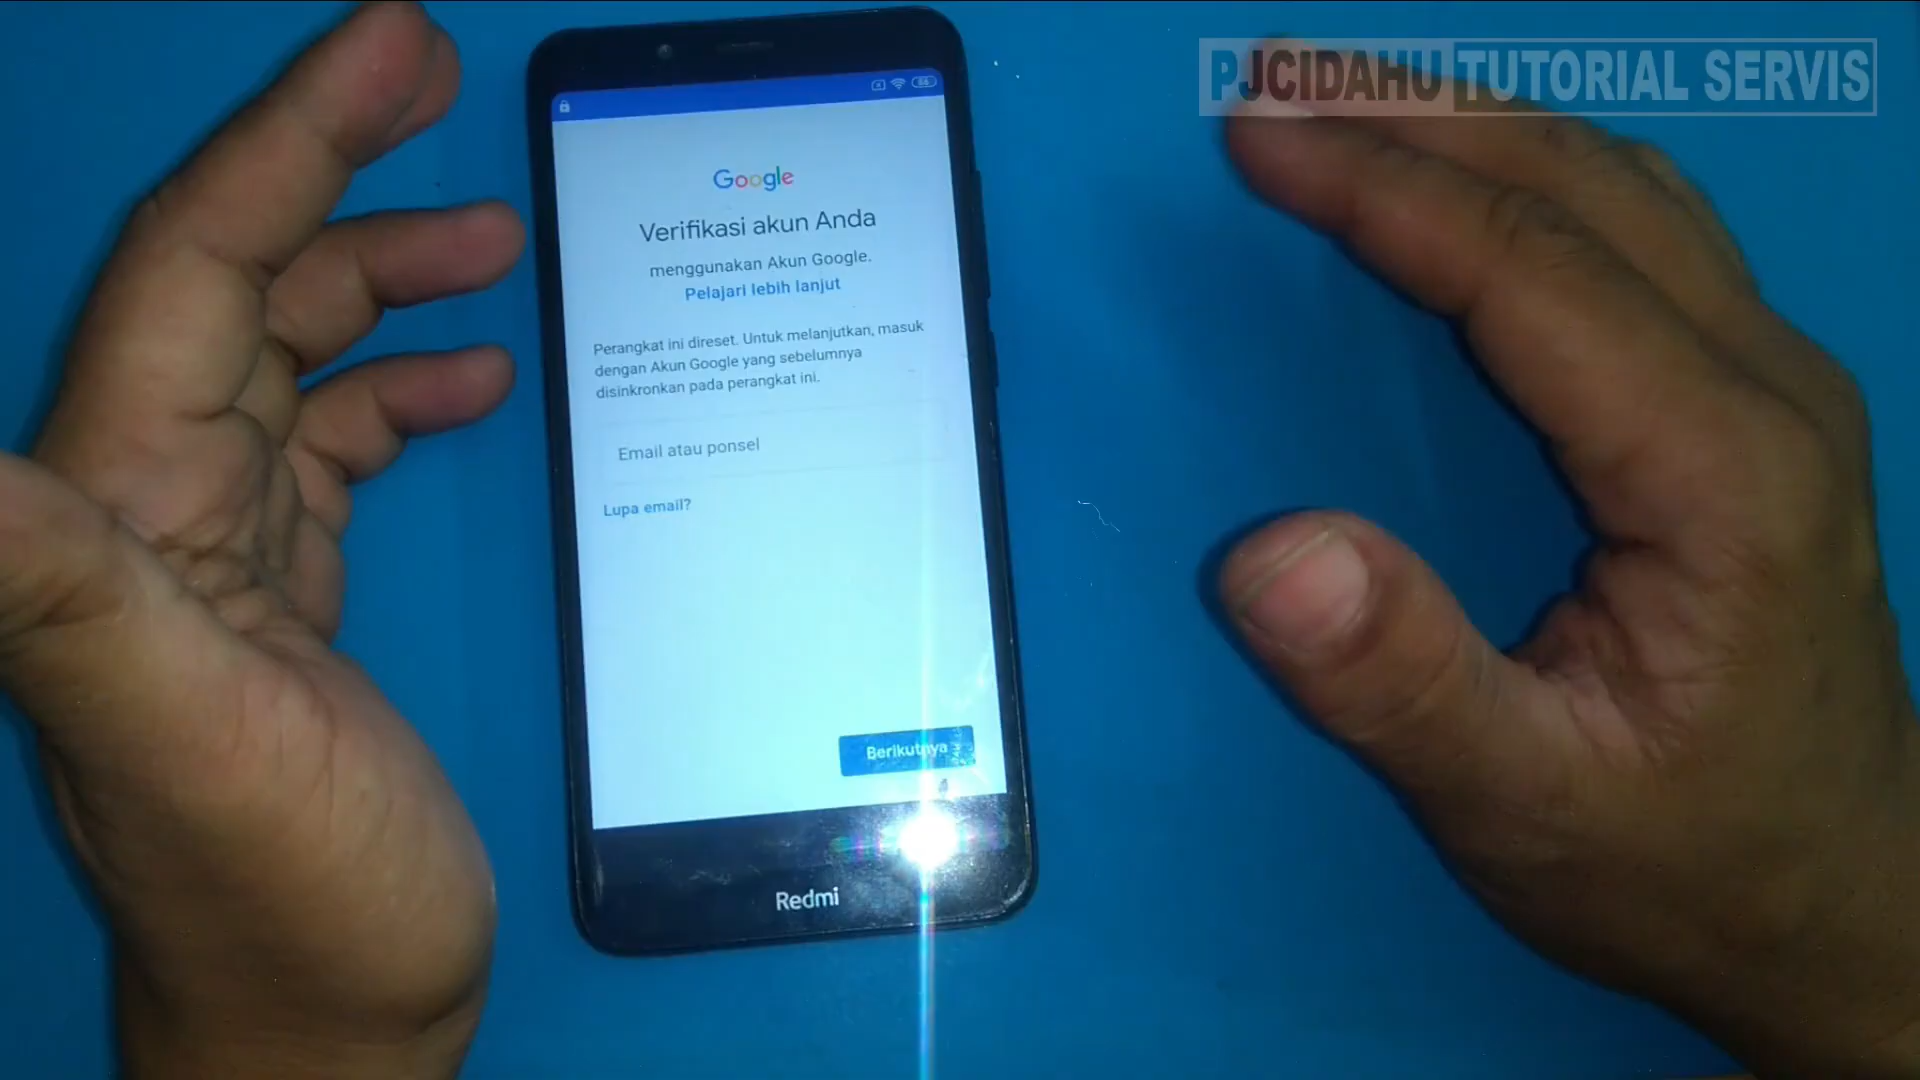 PJCIDAHU TUTORIAL SERVIS
66
Google
Verifikasi akun Anda
menggunakan Akun Google.
Pelajari lebih lanjut
Perangkat ini direset. Untuk melanjutkan, masuk
dengan Akun Google yang sebelumnya
disinkronkan pada perangkat ini.
Email atau ponsel
Lupa email?
Berikutnya
Redmi